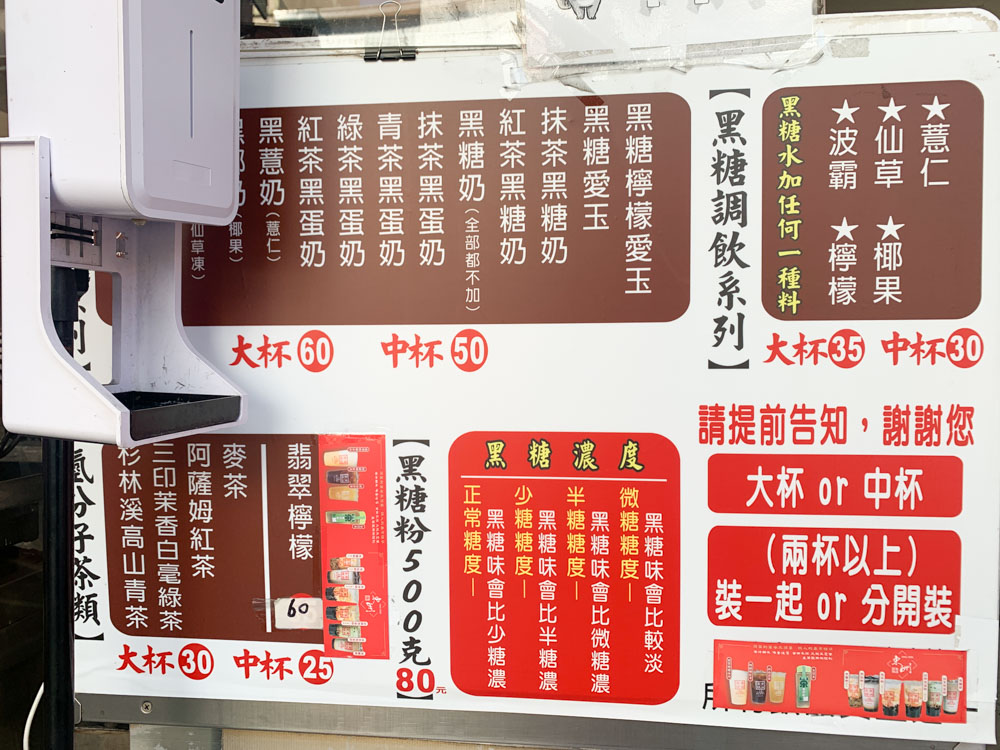 黑糖水加任何一種料
★薏仁
★仙草 ★椰果
★波霸 ★檸檬
大杯35 中杯30
【黑糖調飲系列】
黑糖檸檬愛玉
黑糖愛玉
抹茶黑糖奶
紅茶黑糖奶
黑糖奶(全部都不加)
抹茶黑蛋奶
青茶黑蛋奶
綠茶黑蛋奶
紅茶黑蛋奶
黑薏奶(薏仁)
奶(椰果)
仙草凍)
大杯60 中杯50
請提前告知,謝謝您
大杯 or 中杯
(兩杯以上)
裝一起 or 分開裝
黑糖濃度
微糖糖度—
黑糖味會比較淡
半糖糖度—
黑糖味會比微糖濃
少糖糖度—
黑糖味會比半糖濃
正常糖度—
黑糖味會比少糖濃
【黑糖粉500克80元
翡翠檸檬
60
麥茶
阿薩姆紅茶
三印茉香白毫綠茶
杉林溪高山青茶
大杯30 中杯25
氣分子茶類】